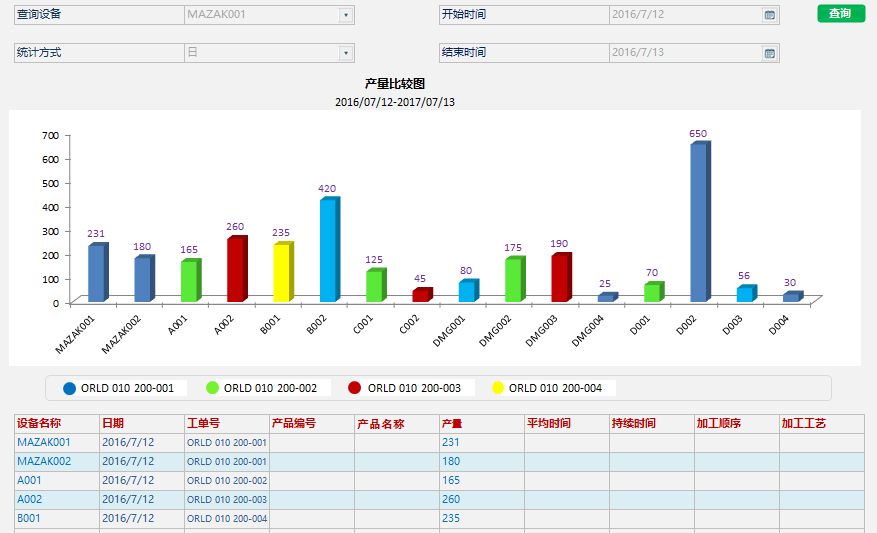 查询设备 MAZAK001 开始时间 2016/7/12 查询
统计方式 日 结束时间 2016/7/13
产量比较图
2016/07/12-2017/07/13
700
600
500
400
300
200
100
0
231 180 165 260 235 420 125 45 80 175 190 25 70 650 56 30
MAZAK001 MAZAK002 A001 A002 B001 B002 C001 C002 DMG001 DMG002 DMG003 DMG004 D001 D002 D003 D004
ORLD 010 200-001 ORLD 010 200-002 ORLD 010 200-003 ORLD 010 200-004
设备名称 日期 工单号 产品编号 产品名称 产量 平均时间 持续时间 加工顺序 加工工艺
MAZAK001 2016/7/12 ORLD 010 200-001 231
MAZAK002 2016/7/12 ORLD 010 200-001 180
A001 2016/7/12 ORLD 010 200-002 165
A002 2016/7/12 ORLD 010 200-003 260
B001 2016/7/12 ORLD 010 200-004 235